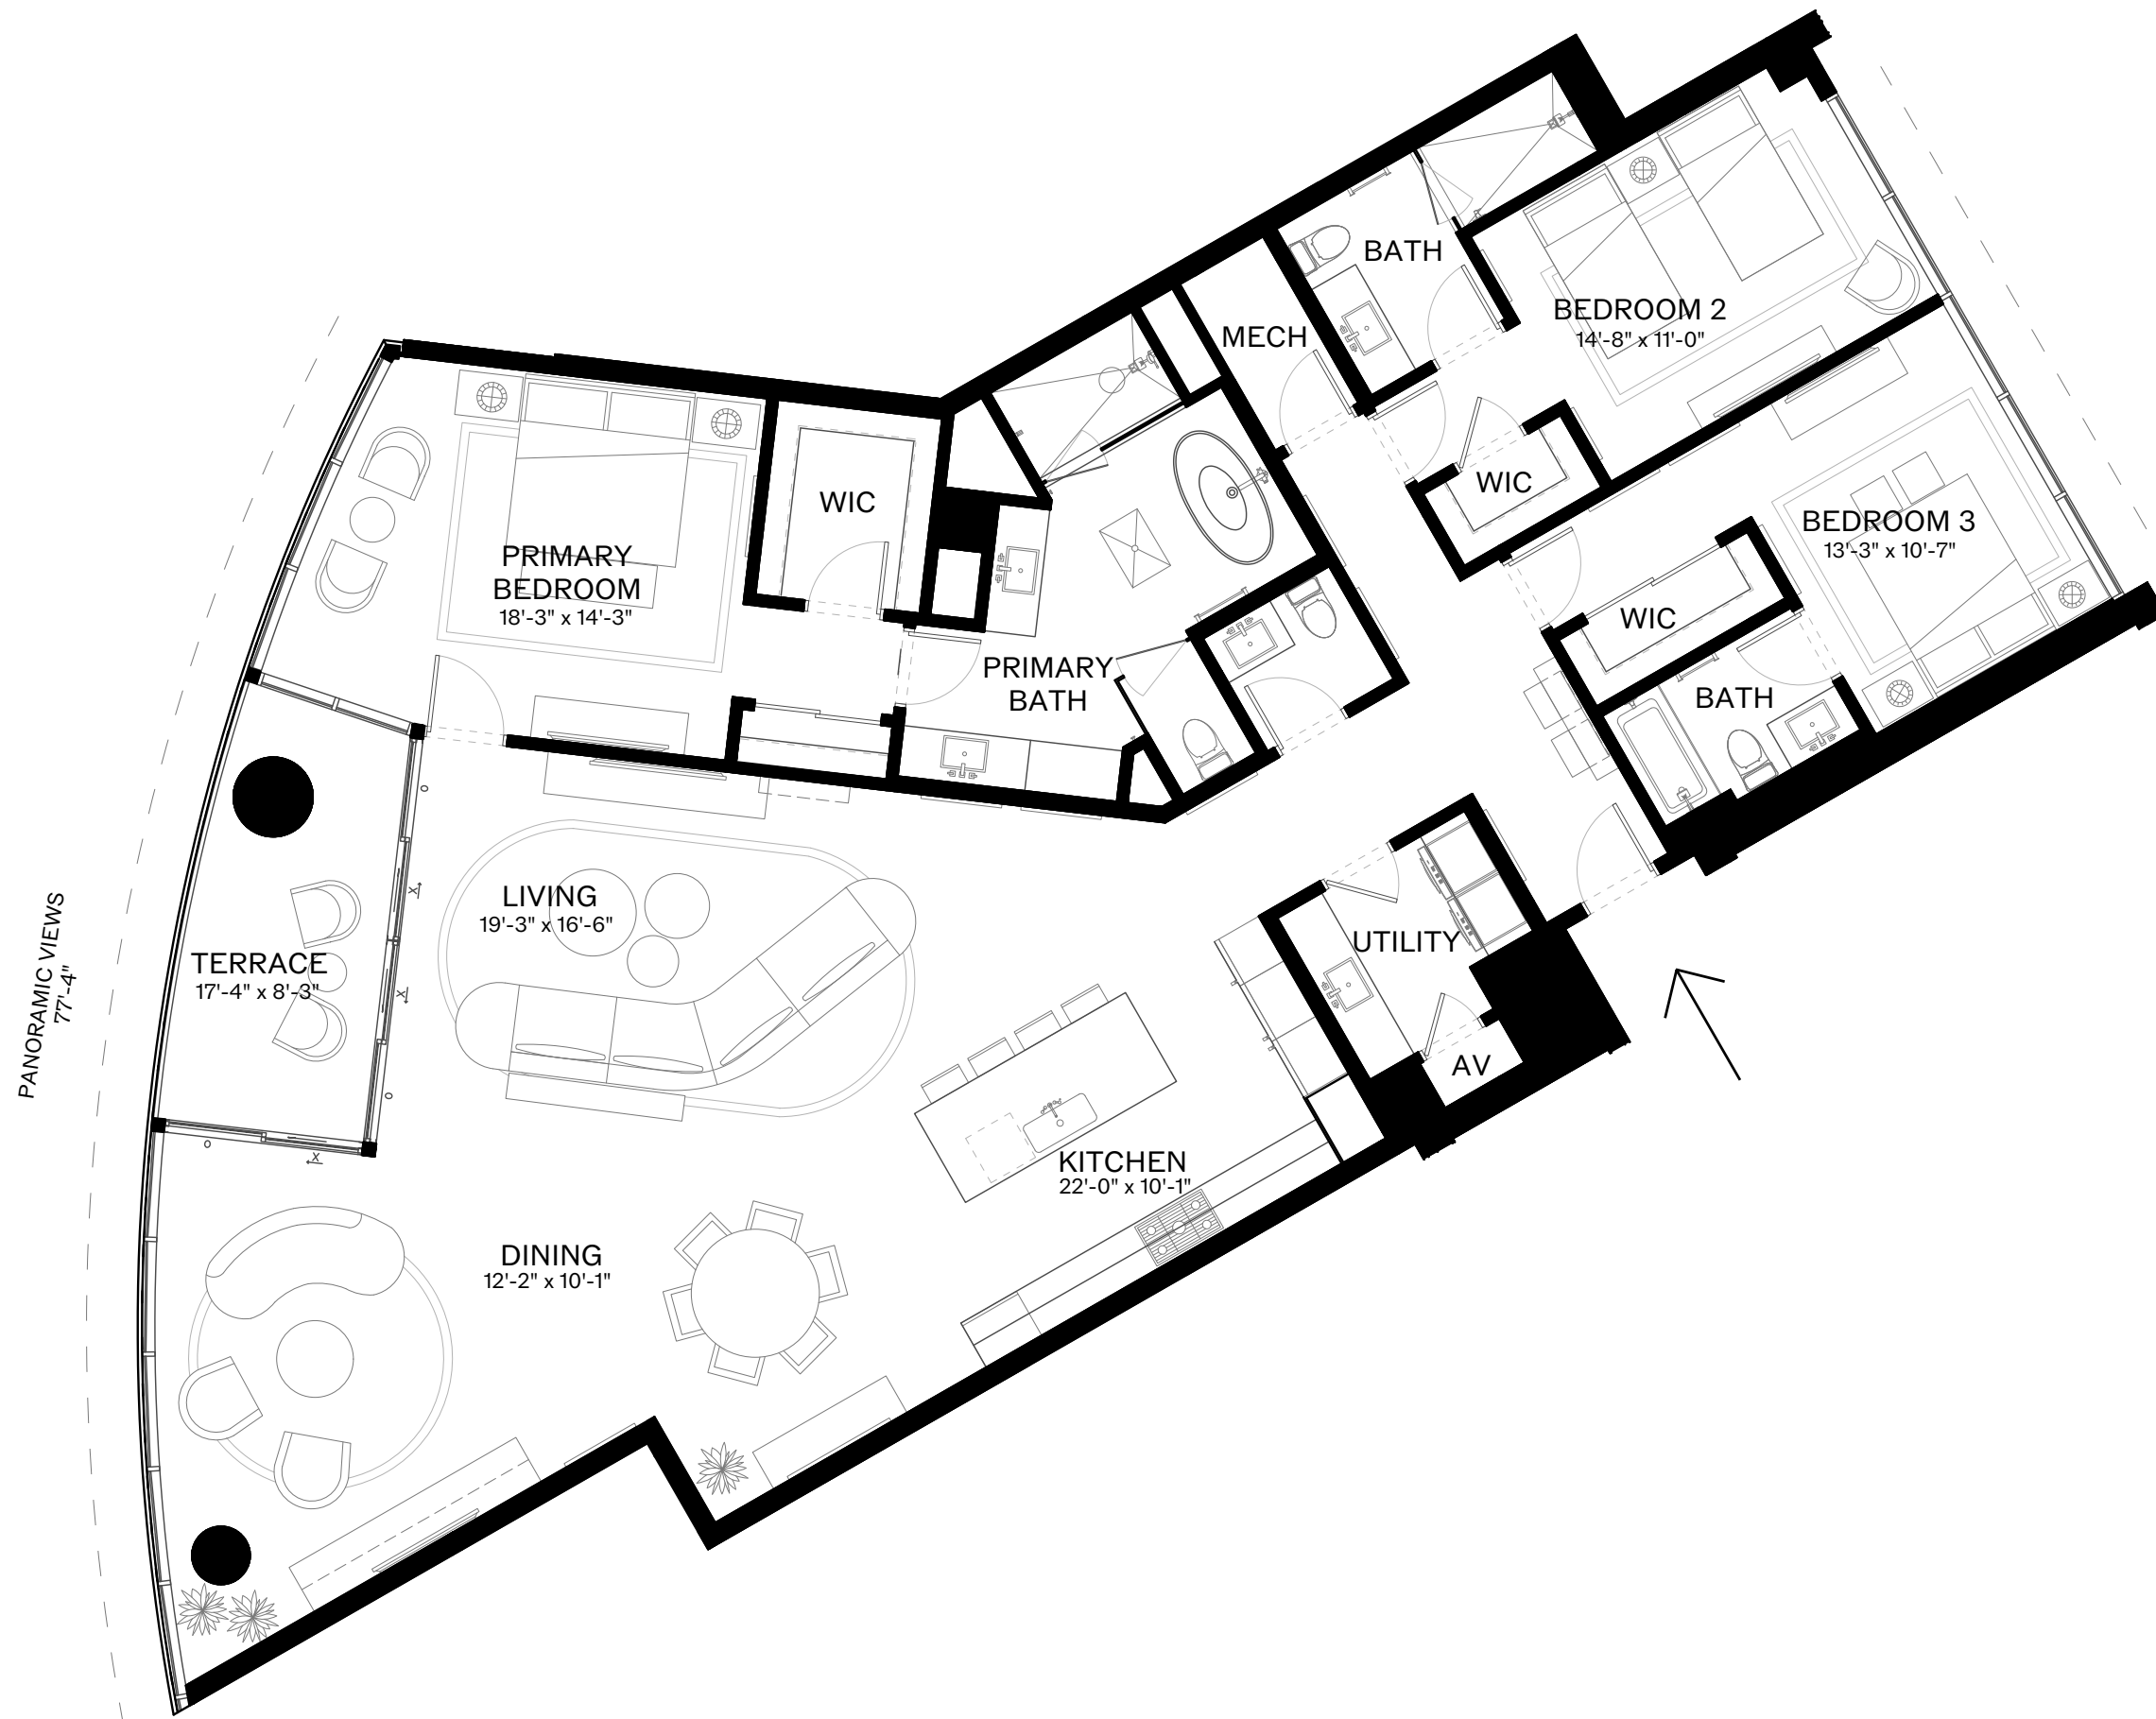 BATH
BEDROOM 2
14'-8" x 11'-0"
MECH
WIC
WIC
BEDROOM 3
13'-3" x 10'-7"
PRIMARY
BEDROOM
18'-3" x 14'-3"
WIC
PRIMARY
BATH
BATH
LIVING
19'-3" x 16'-6"
TERRACE
17'-4" x 8'-3"
PANORAMIC VIEWS
77'-4"
UTILITY
AV
KITCHEN
22'-0" x 10'-1"
DINING
12'-2" x 10'-1"
O
X
X
O
O
X